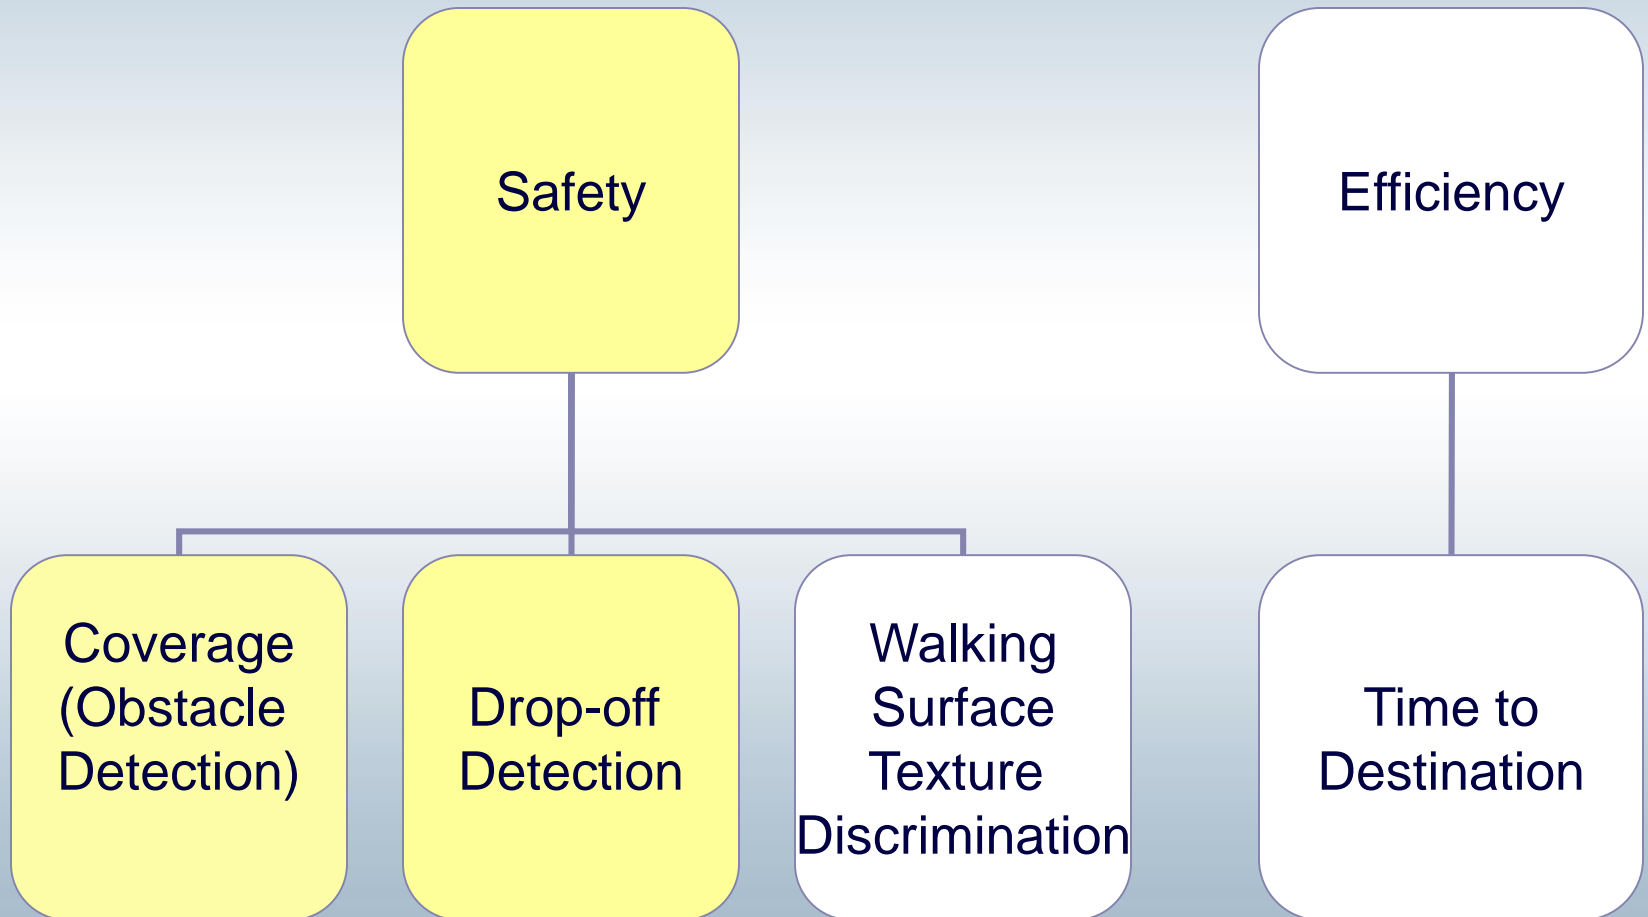 Safety
Efficiency
Coverage
(Obstacle
Detection)
Drop-off
Detection
Walking
Surface
Texture
Discrimination
Time to
Destination